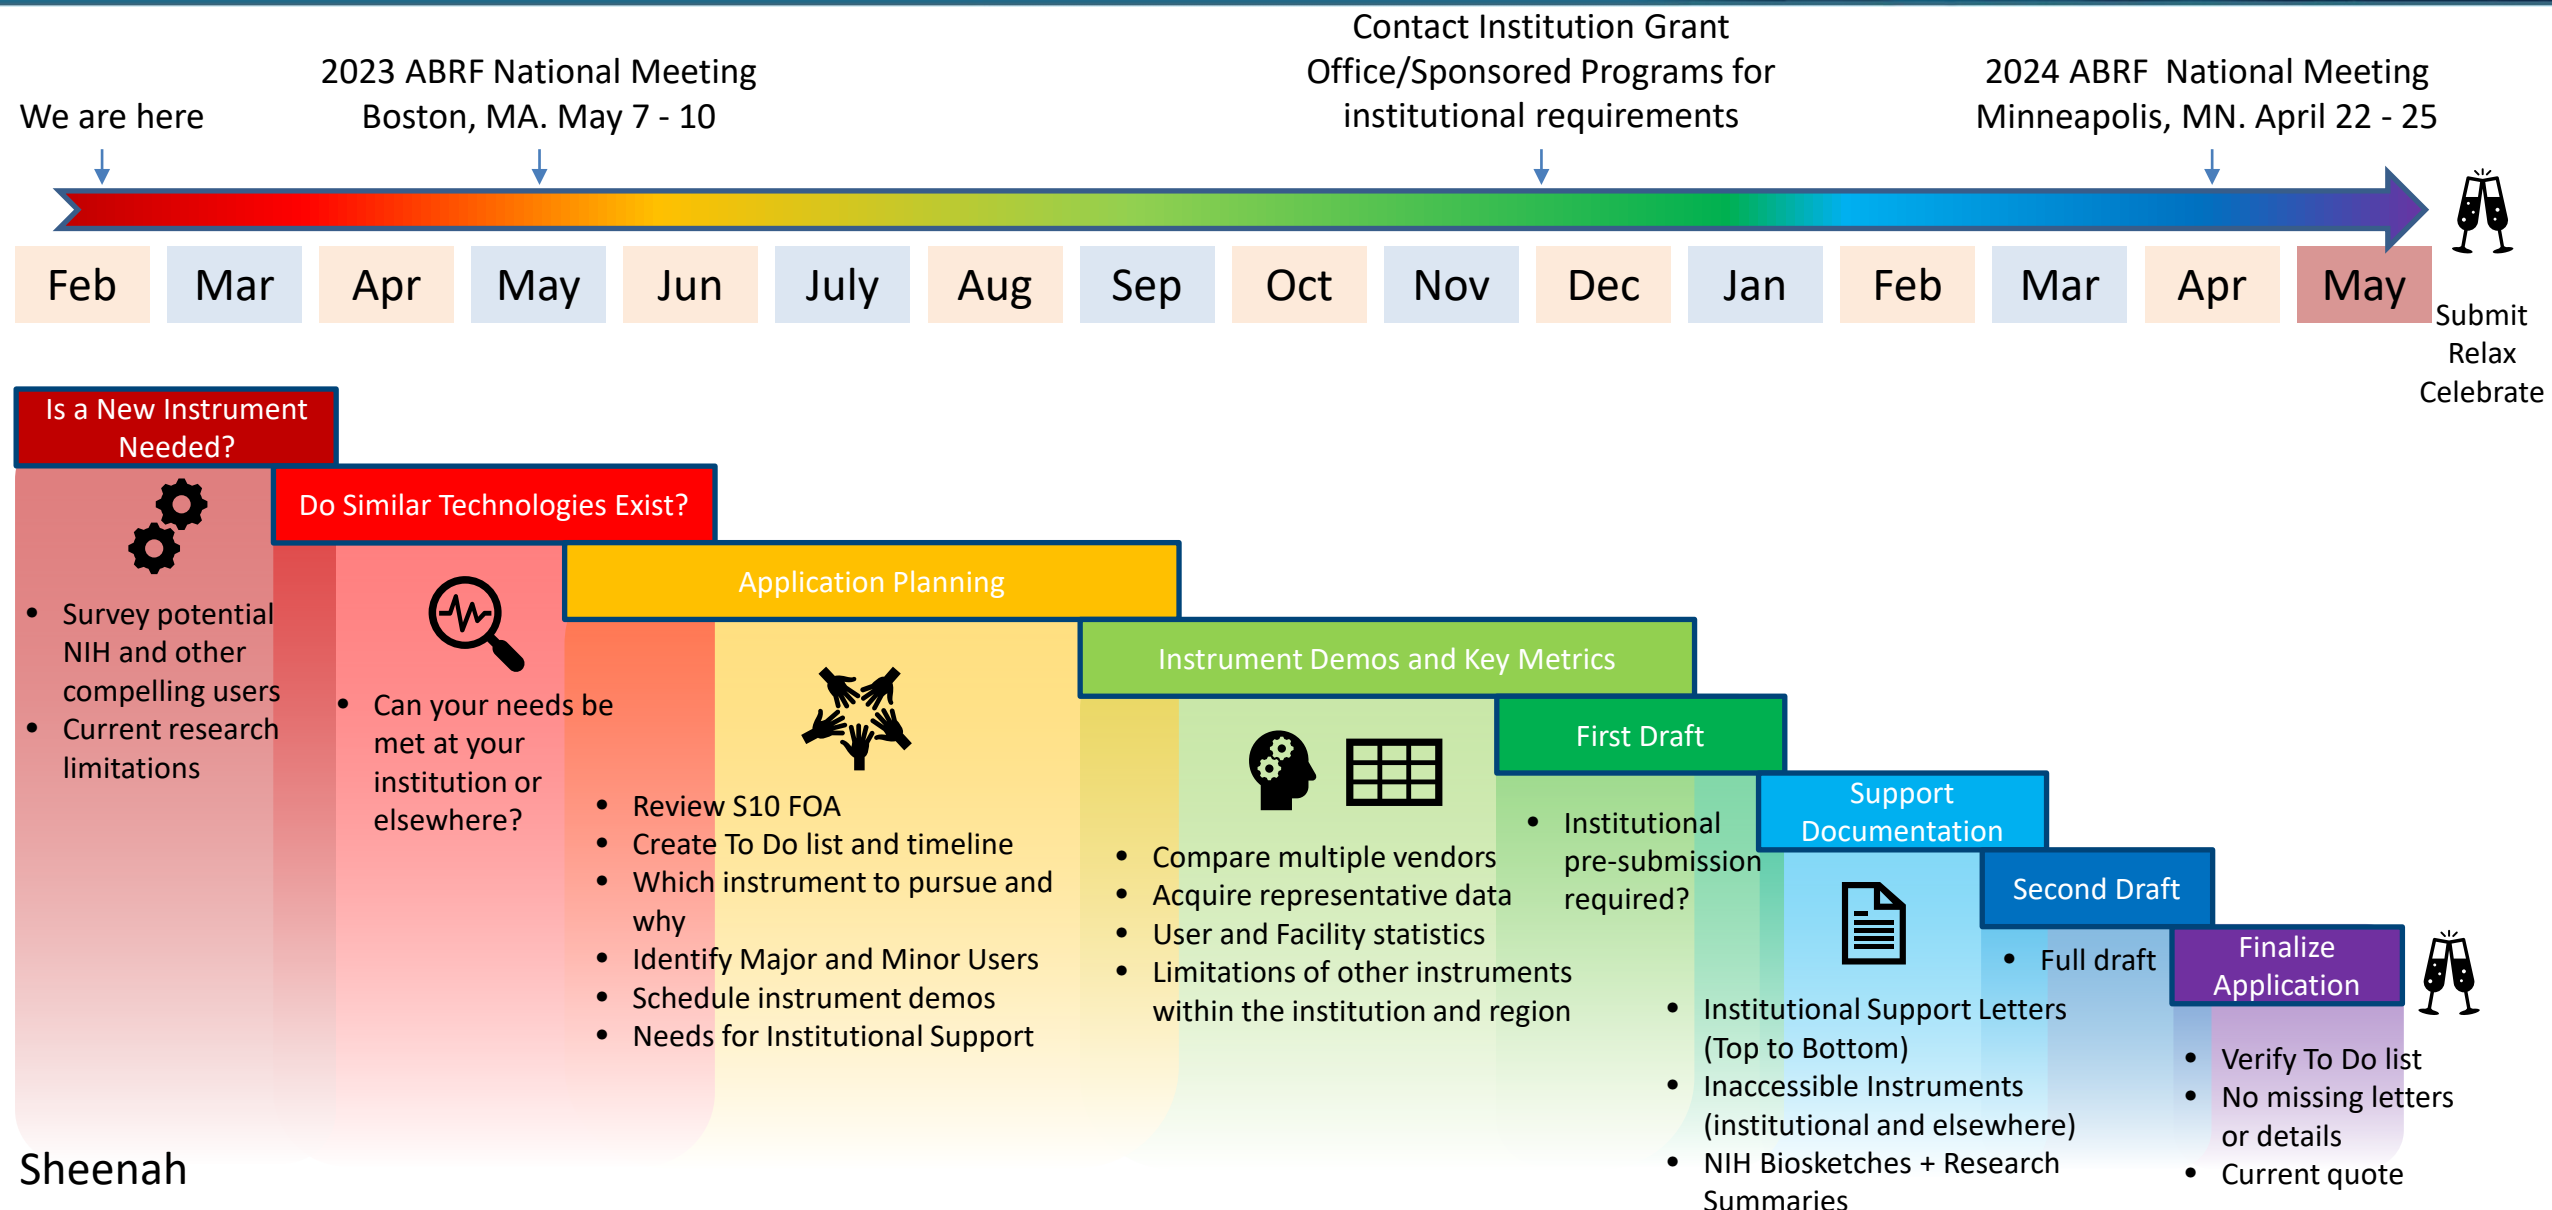 We are here
2023 ABRF National Meeting
Boston, MA. May 7 - 10
Contact Institution Grant
Office/Sponsored Programs for
institutional requirements
2024 ABRF  National Meeting
Minneapolis, MN. April 22 - 25
Feb
Mar
Apr
May
Jun
July
Aug
Sep
Oct
Nov
Dec
Jan
Feb
Mar
Apr
May
Submit
Relax
Celebrate
Is a New Instrument
Needed?
• Survey potential
NIH and other
compelling users
• Current research
limitations
Do Similar Technologies Exist?
• Can your needs be
met at your
institution or
elsewhere?
Application Planning
• Review S10 FOA
• Create To Do list and timeline
• Which instrument to pursue and
why
• Identify Major and Minor Users
• Schedule instrument demos
• Needs for Institutional Support
Instrument Demos and Key Metrics
• Compare multiple vendors
• Acquire representative data
• User and Facility statistics
• Limitations of other instruments
within the institution and region
First Draft
• Institutional
pre-submission
required?
Support
Documentation
• Institutional Support Letters
(Top to Bottom)
• Inaccessible Instruments
(institutional and elsewhere)
• NIH Biosketches + Research
Summaries
Second Draft
• Full draft
Finalize
Application
• Verify To Do list
• No missing letters
or details
• Current quote
Sheenah